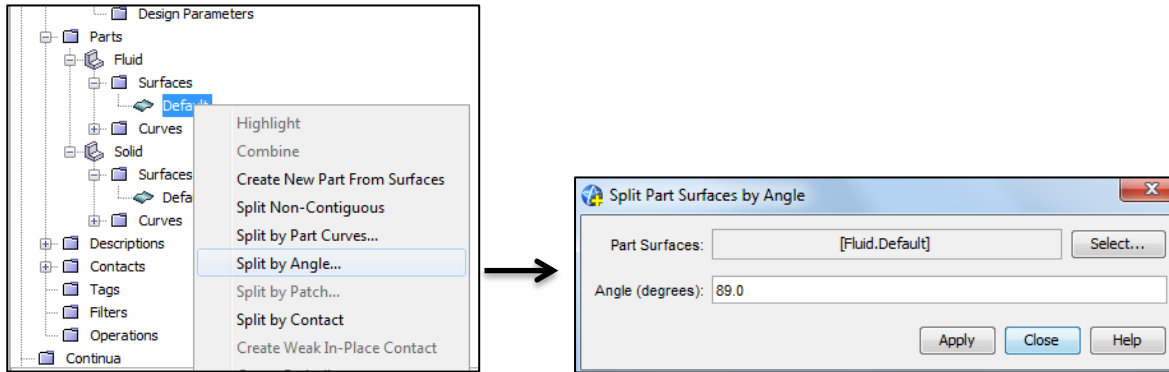 Design Parameters
Parts
Fluid
Surfaces
Default
Curves
Solid
Surfaces
Defa
Curves
Descriptions
Contacts
Tags
Filters
Operations
Continua
Highlight
Combine
Create New Part From Surfaces
Split Non-Contiguous
Split by Part Curves...
Split by Angle...
Split by Patch...
Split by Contact
Create Weak In-Place Contact
Split Part Surfaces by Angle
Part Surfaces: [Fluid.Default] Select...
Angle (degrees): 89.0
Apply Close Help